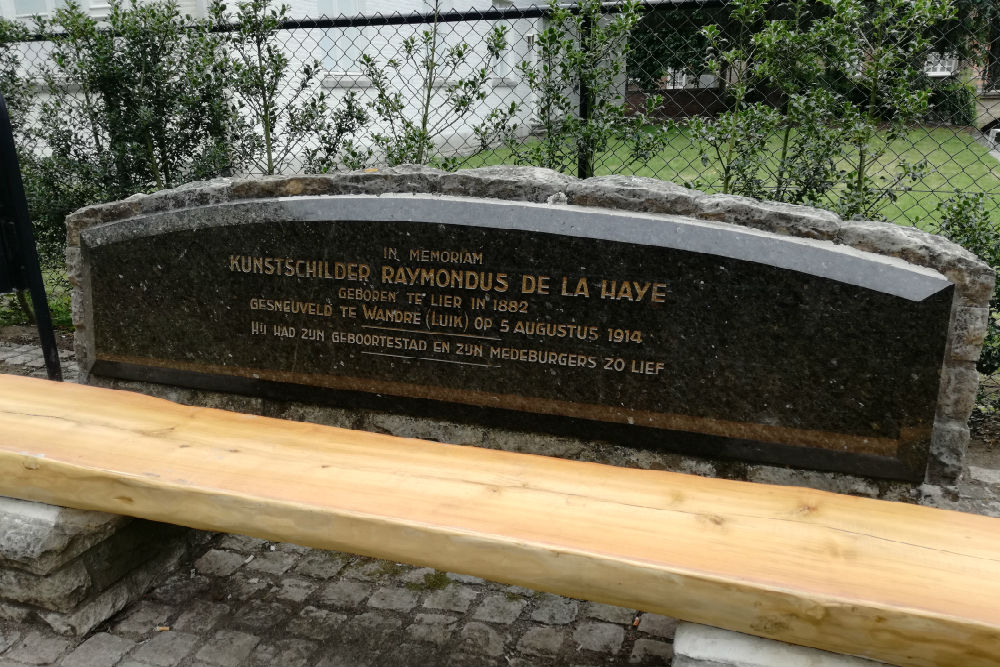 IN MEMORIAM
KUNSTSCHILDER RAYMONDUS DE LA HAYE
GEBOREN TE LIER IN 1882
GESNEUVELD TE WANDRE (LUIK) OP 5 AUGUSTUS 1914
HIJ HAD ZIJN GEBOORTESTAD EN ZIJN MEDEBURGERS ZO LIEF